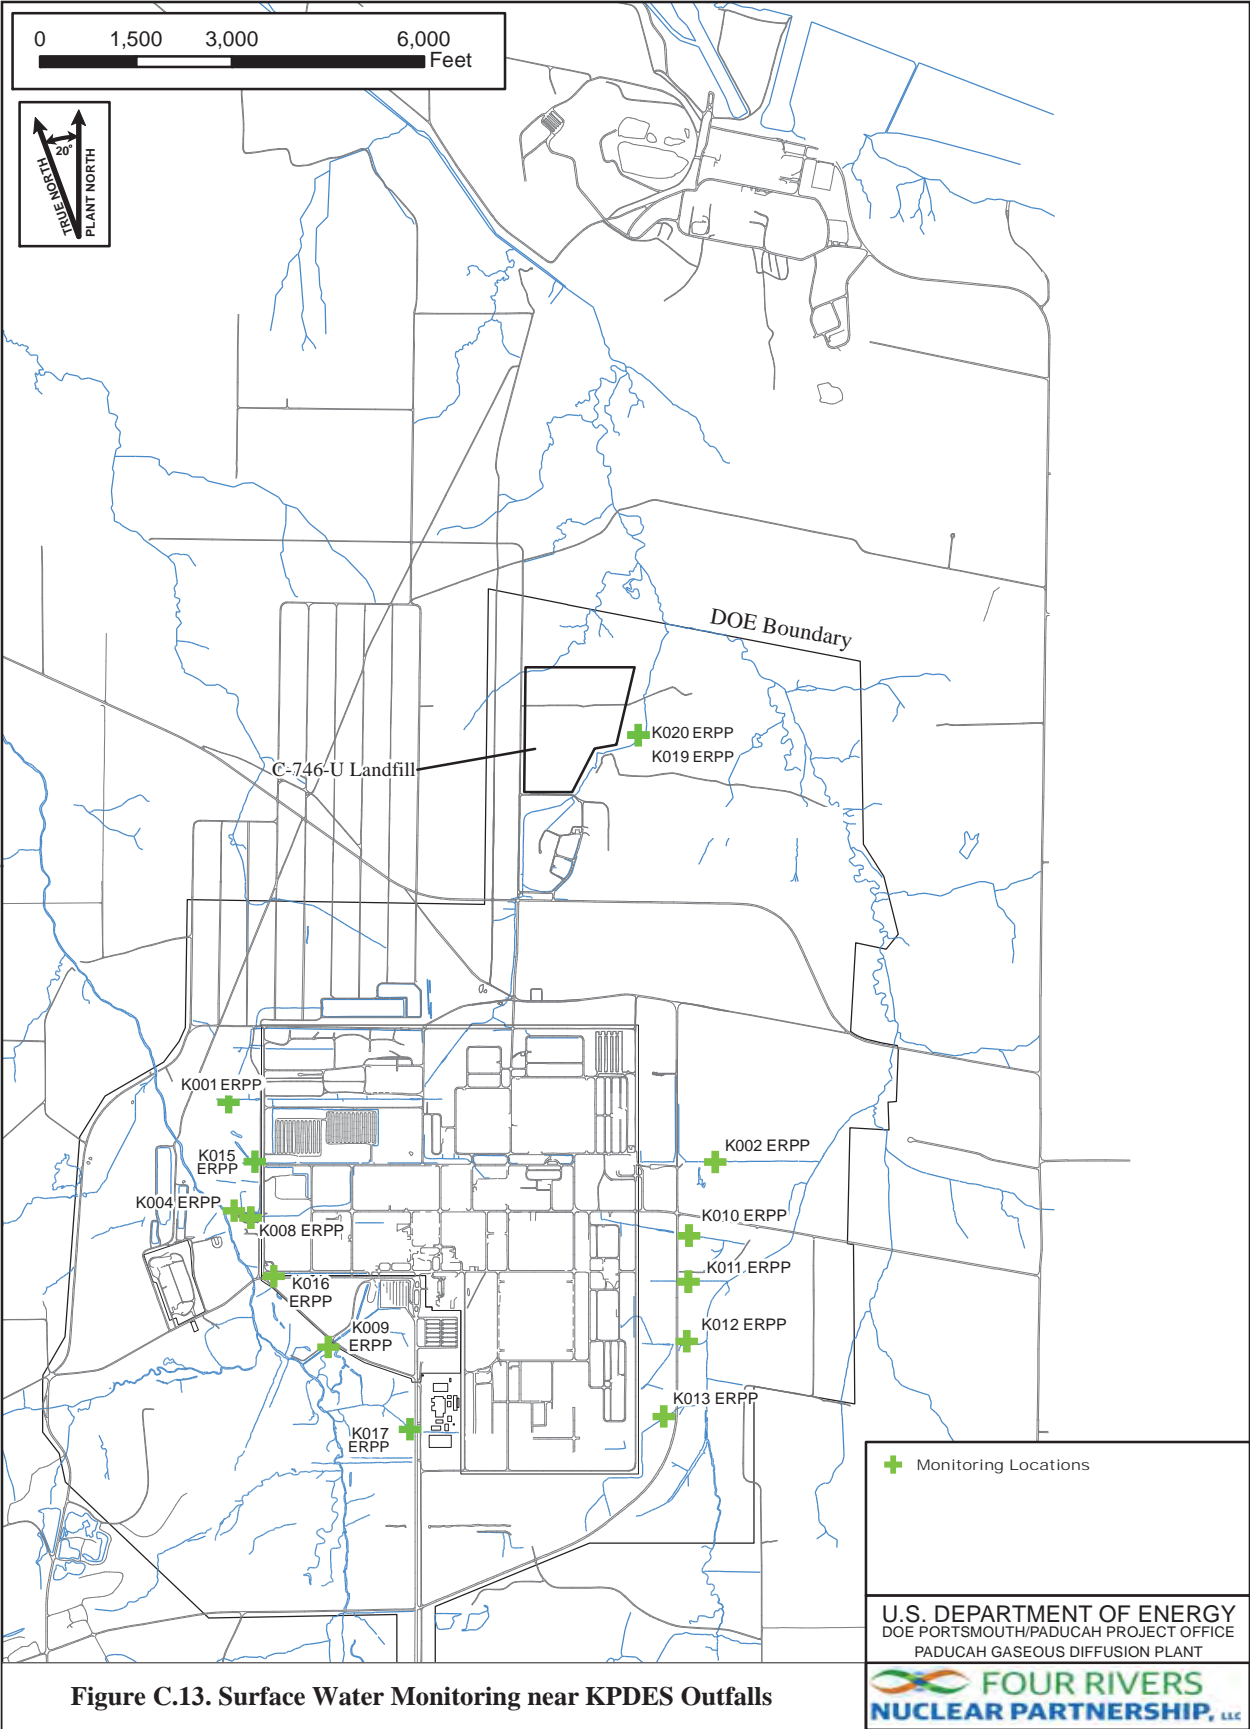 0 1,500 3,000 6,000
Feet
TRUE NORTH
20°
PLANT NORTH
DOE Boundary
K020 ERPP
K019 ERPP
C-746-U Landfill
K001 ERPP
K015
ERPP
K002 ERPP
K004 ERPP
K008 ERPP
K010 ERPP
K011 ERPP
K016
ERPP
K009
ERPP
K012 ERPP
K013 ERPP
K017
ERPP
Monitoring Locations
U.S. DEPARTMENT OF ENERGY
DOE PORTSMOUTH/PADUCAH PROJECT OFFICE
PADUCAH GASEOUS DIFFUSION PLANT
Figure C.13. Surface Water Monitoring near KPDES Outfalls
FOUR RIVERS
NUCLEAR PARTNERSHIP, LLC